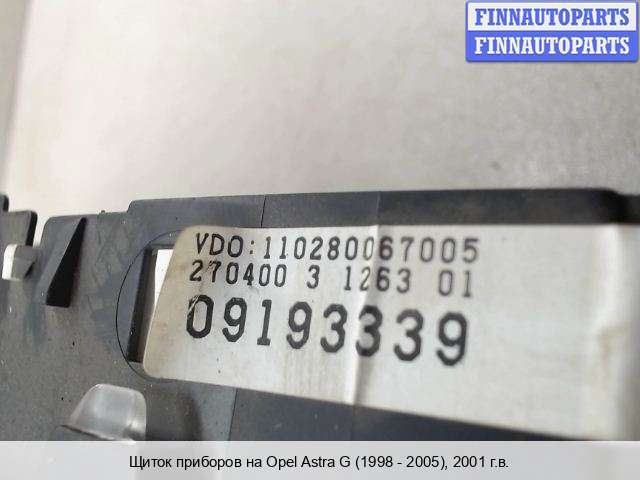 FINNAUTOPARTS
FINNAUTOPARTS
VDO:110280067005
270400 3 1263 01
09193339
Щиток приборов на Opel Astra G (1998 - 2005), 2001 г.в.